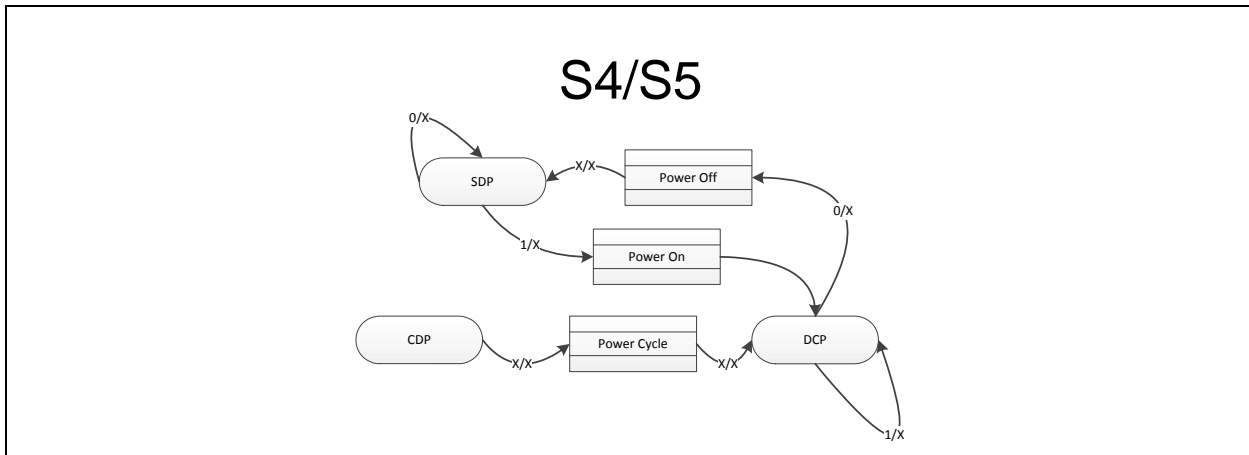 S4/S5
0/X
SDP
X/X
Power Off
0/X
1/X
Power On
CDP
X/X
Power Cycle
X/X
DCP
1/X